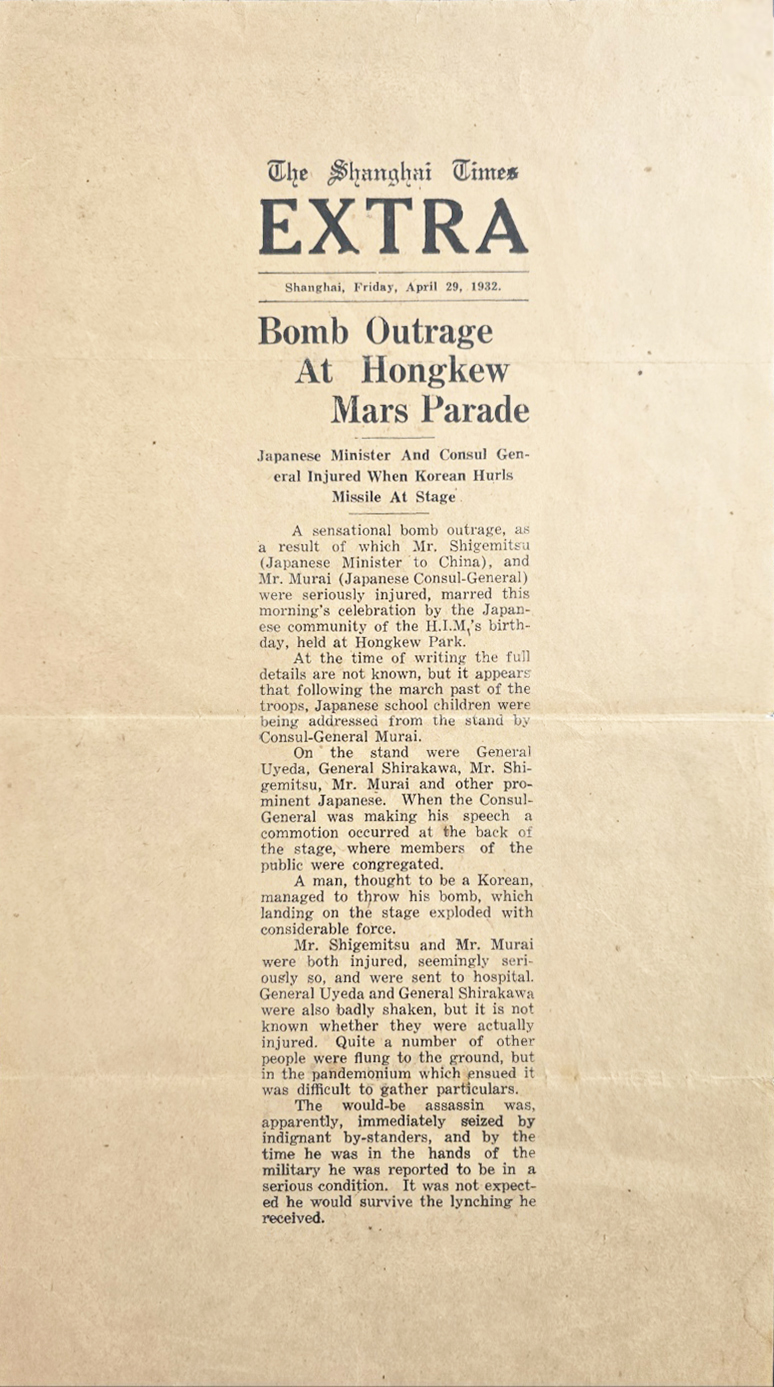 The Shanghai Times
EXTRA
Shanghai, Friday, April 29, 1932.
Bomb Outrage
At Hongkew
Mars Parade
Japanese Minister And Consul Gen-
eral Injured When Korean Hurls
Missile At Stage
A sensational bomb outrage, as
a result of which Mr. Shigemitsu
(Japanese Minister to China), and
Mr. Murai (Japanese Consul-General)
were seriously injured, marred this
morning's celebration by the Japan-
ese community of the H.I.M,'s birth-
day, held at Hongkew Park.
At the time of writing the full
details are not known, but it appears
that following the march past of the
troops, Japanese school children were
being addressed from the stand by
Consul-General Murai.
On the stand were General
Uyeda, General Shirakawa, Mr. Shi-
gemitsu, Mr. Murai and other pro-
minent Japanese. When the Consul-
General was making his speech a
commotion occurred at the back of
the stage, where members of the
public were congregated.
A man, thought to be a Korean,
managed to throw his bomb, which
landing on the stage exploded with
considerable force.
Mr. Shigemitsu and Mr. Murai
were both injured, seemingly seri-
ously so, and were sent to hospital.
General Uyeda and General Shirakawa
were also badly shaken, but it is not
known whether they were actually
injured. Quite a number of other
people were flung to the ground, but
in the pandemonium which ensued it
was difficult to gather particulars.
The would-be assassin was,
apparently, immediately seized by
indignant by-standers, and by the
time he was in the hands of the
military he was reported to be in a
serious condition. It was not expect-
ed he would survive the lynching he
received.